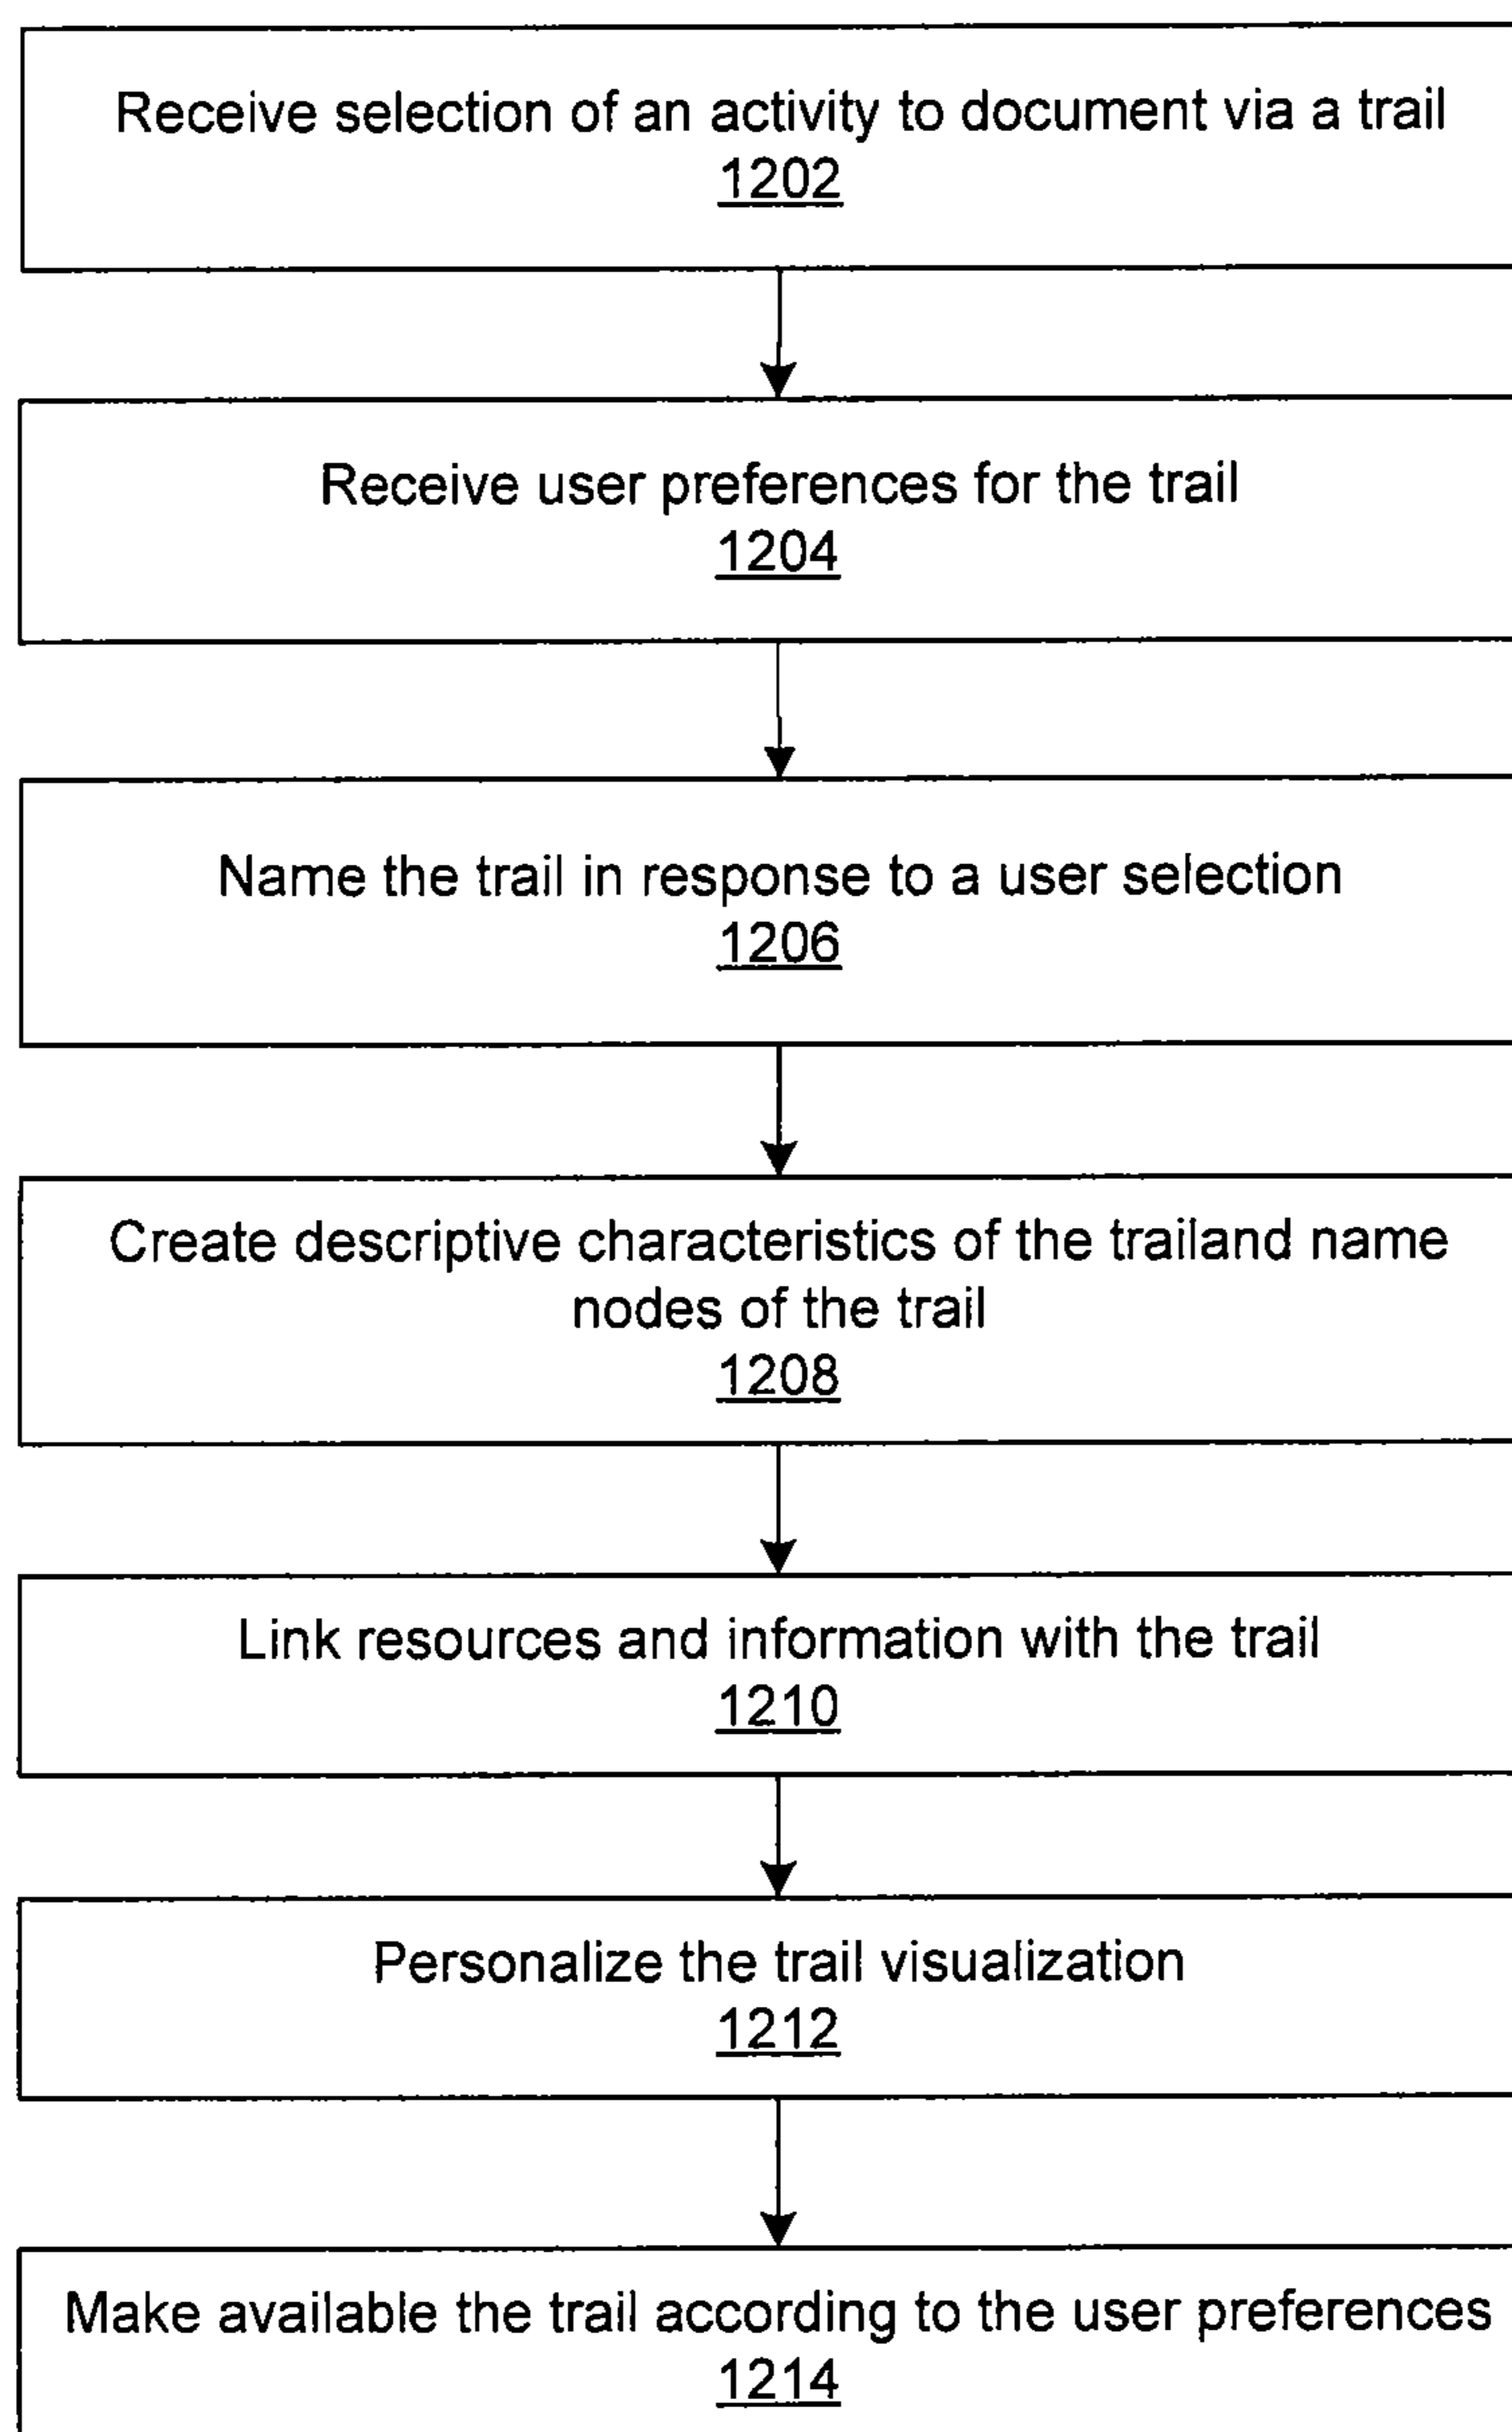 Receive selection of an activity to document via a trail
1202
Receive user preferences for the trail
1204
Name the trail in response to a user selection
1206
Create descriptive characteristics of the trailand name
nodes of the trail
1208
Link resources and information with the trail
1210
Personalize the trail visualization
1212
Make available the trail according to the user preferences
1214